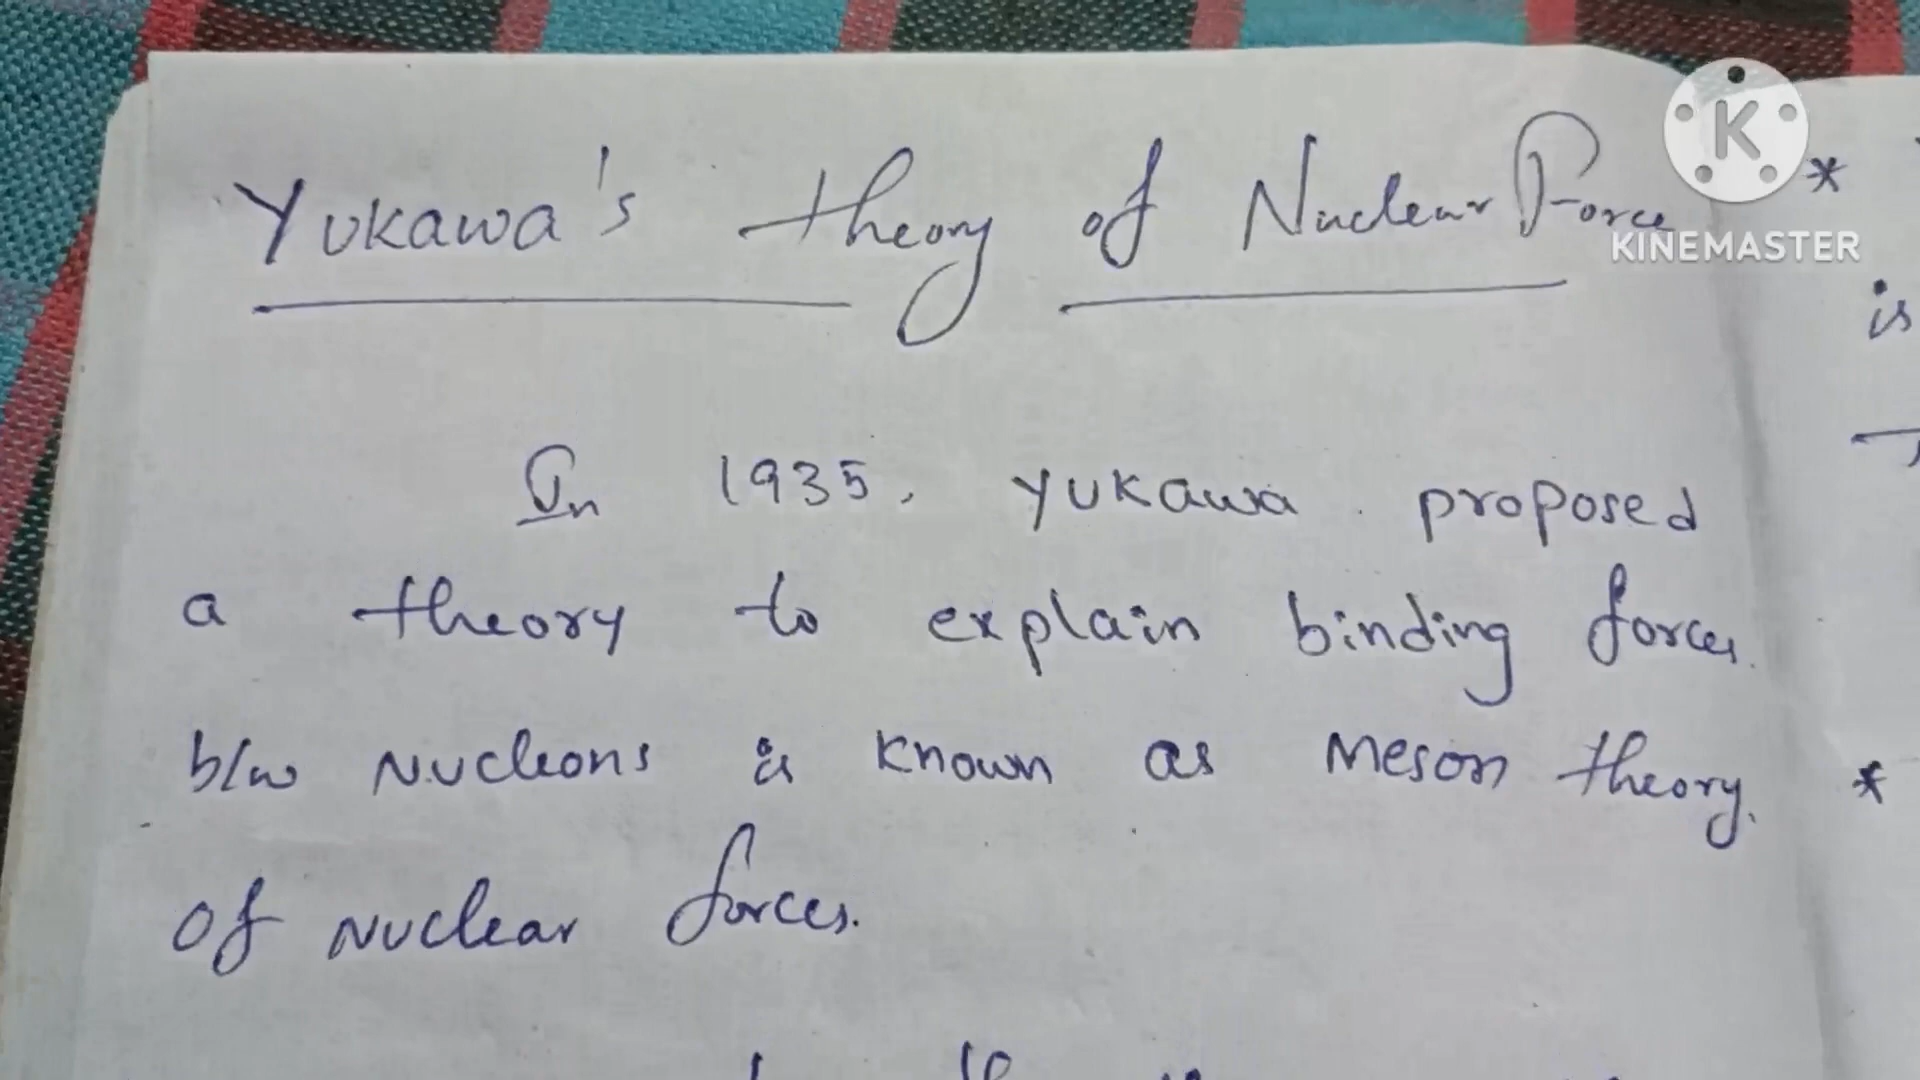 Yukawa's theory of Nuclear Force
K
KINEMASTER
In 1935, Yukawa proposed
a theory to explain binding forces
b/w Nucleons is known as Meson theory.
of Nuclear forces.
*
is
*